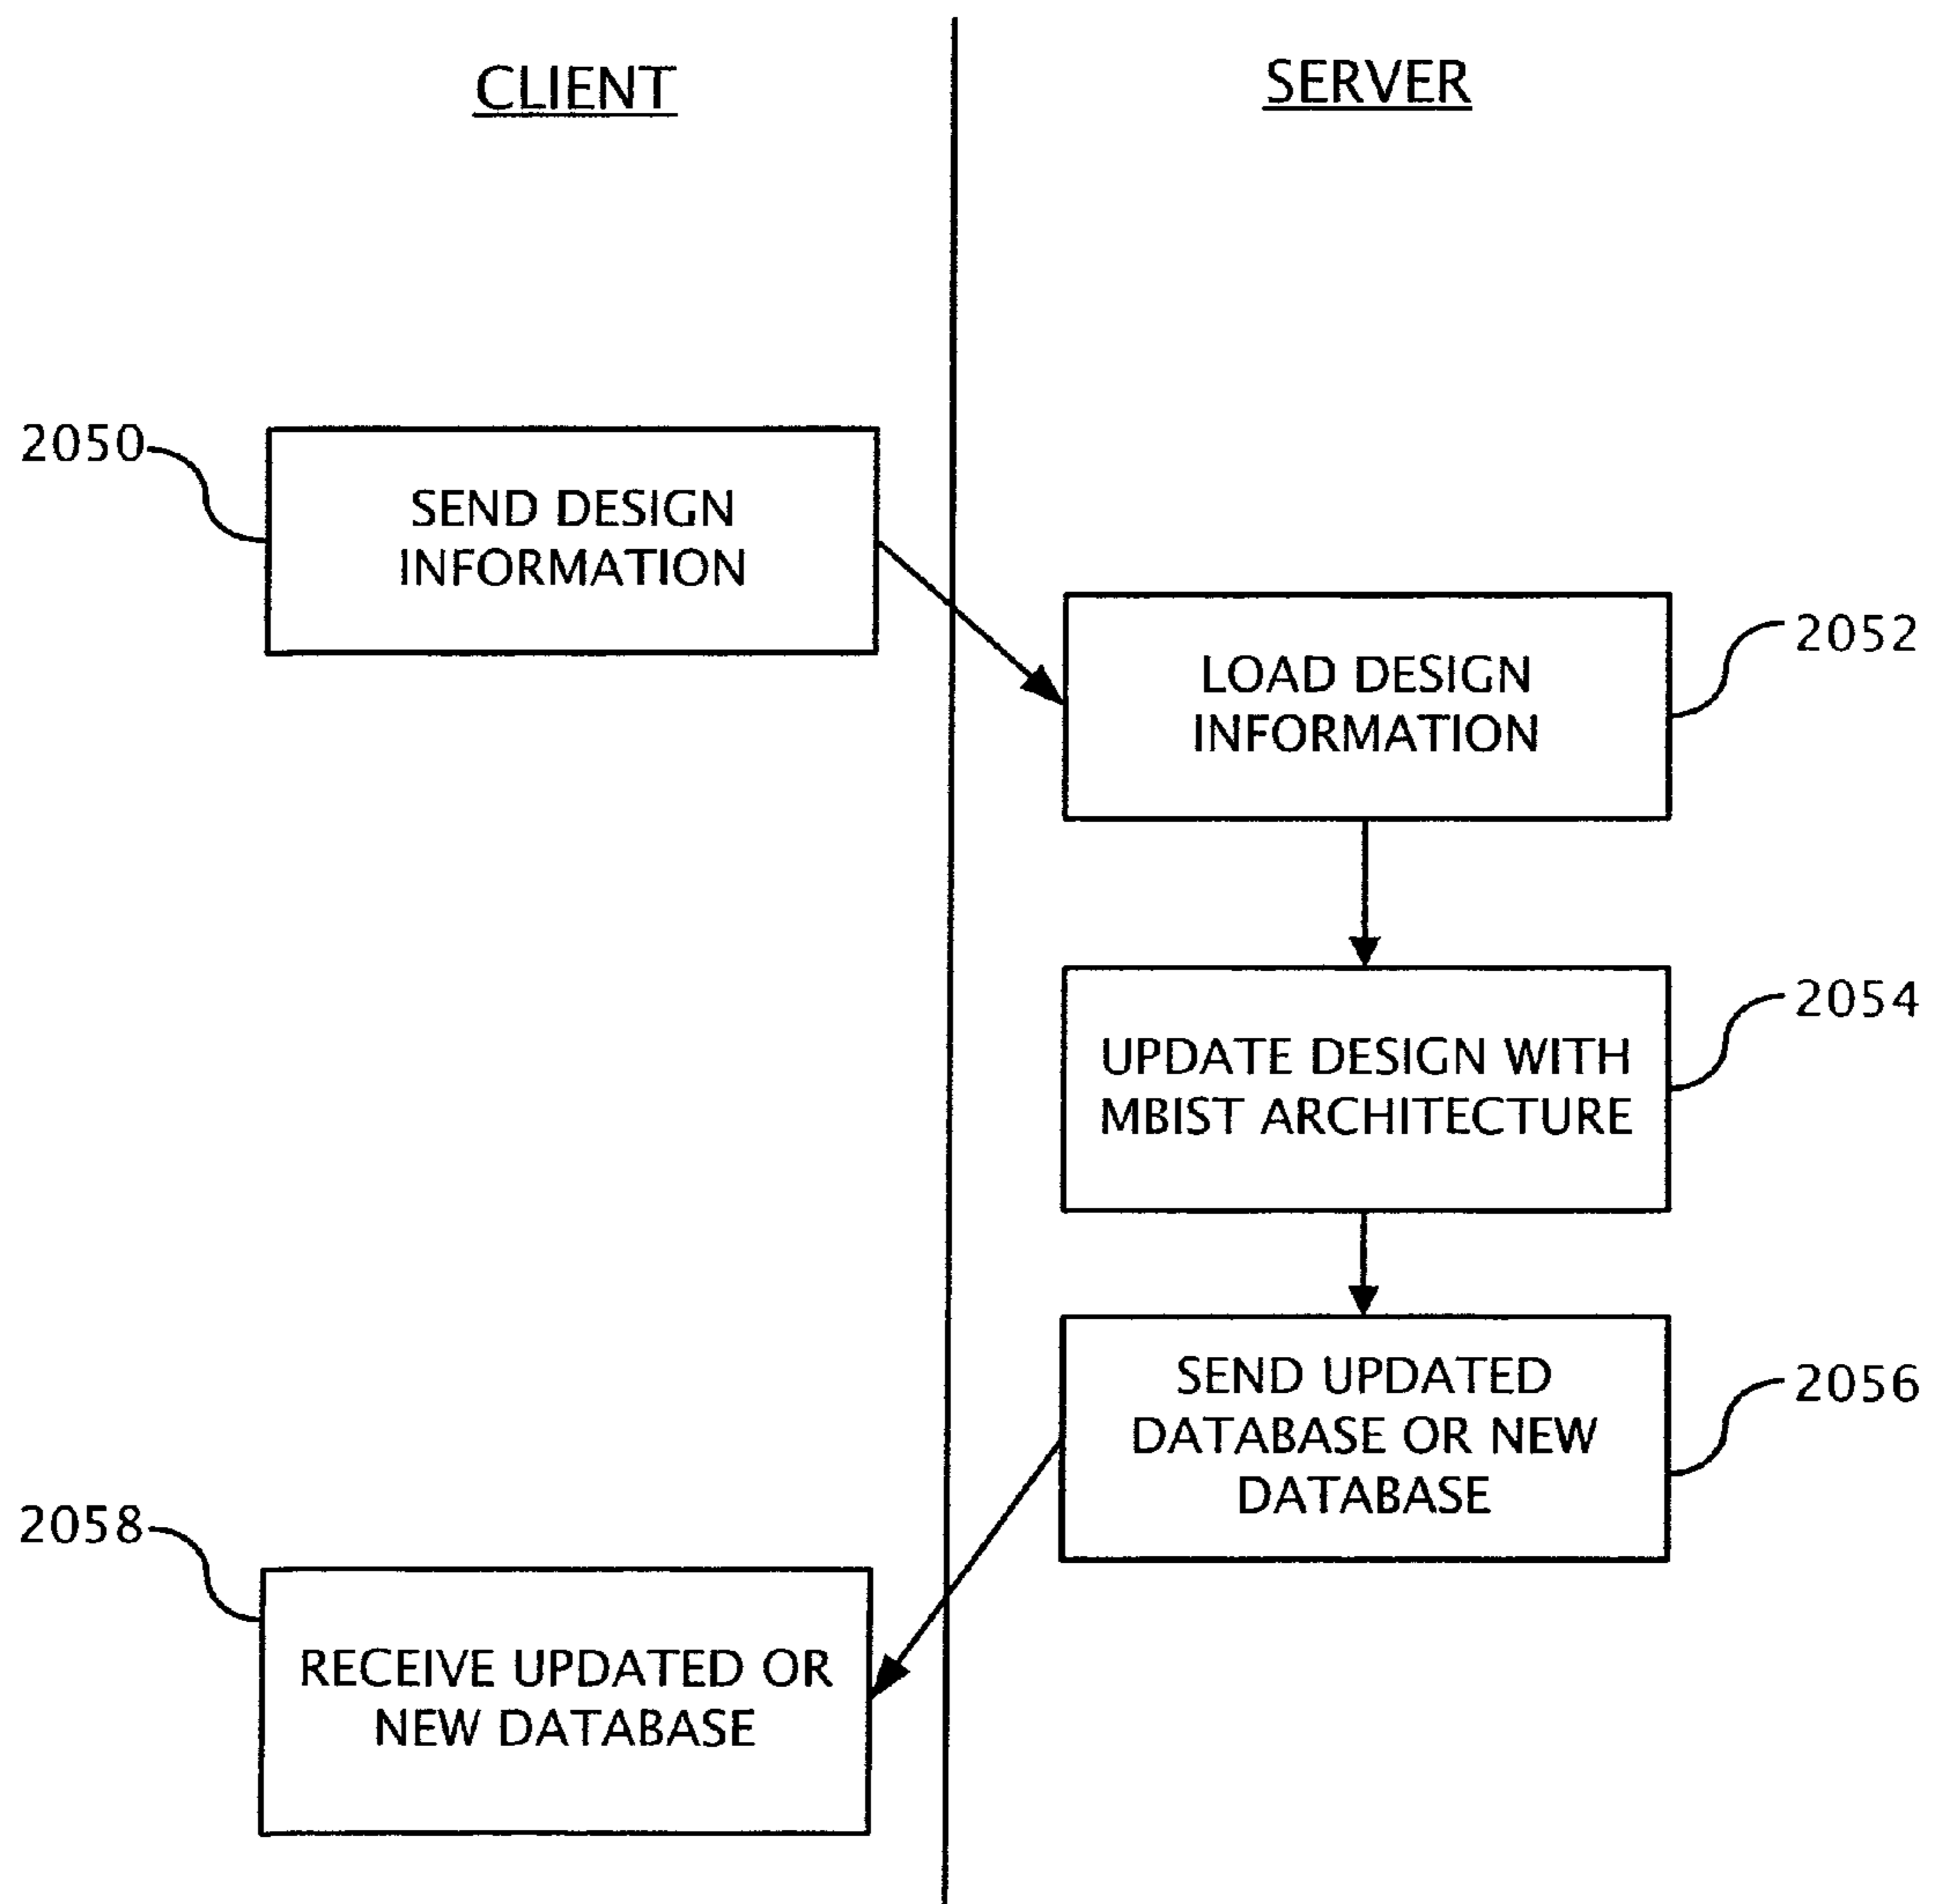 CLIENT
SERVER
2050
SEND DESIGN
INFORMATION
2052
LOAD DESIGN
INFORMATION
2054
UPDATE DESIGN WITH
MBIST ARCHITECTURE
2056
SEND UPDATED
DATABASE OR NEW
DATABASE
2058
RECEIVE UPDATED OR
NEW DATABASE